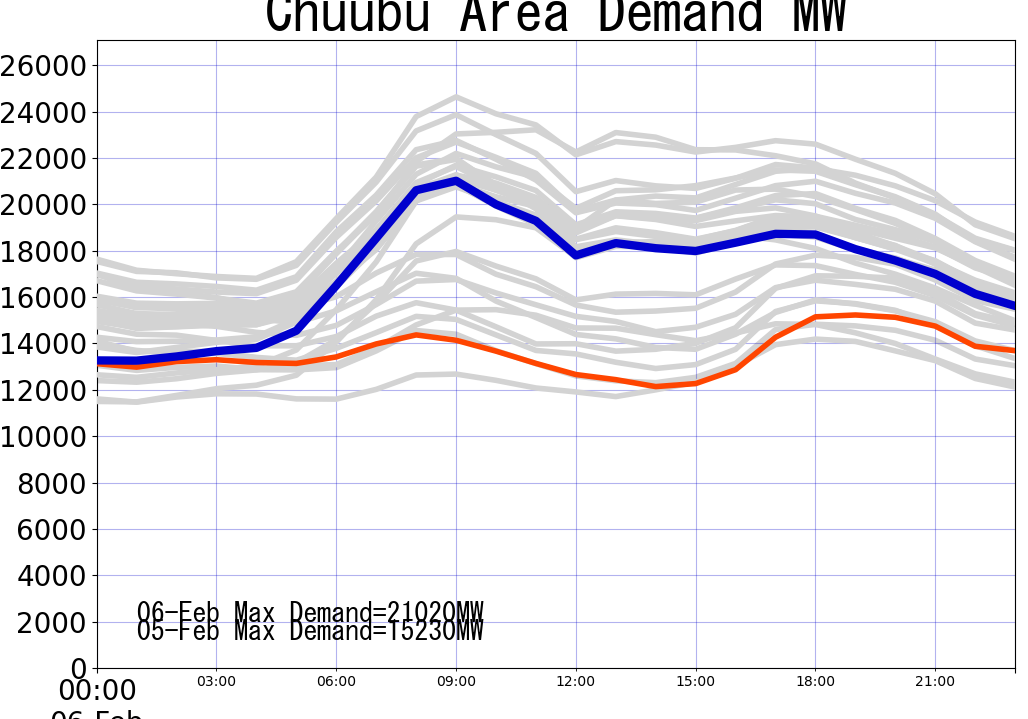 Chuubu Area Demand MW
26000
24000
22000
20000
18000
16000
14000
12000
10000
8000
6000
4000
2000
0
06-Feb Max Demand=21020MW
05-Feb Max Demand=15230MW
00:00 03:00 06:00 09:00 12:00 15:00 18:00 21:00
06-Feb